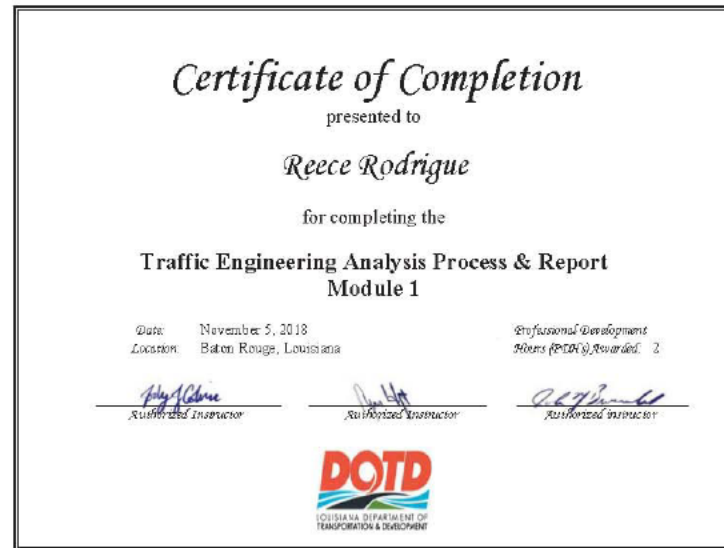 Certificate of Completion
presented to
Reece Rodrigue
for completing the
Traffic Engineering Analysis Process & Report
Module 1
Date: November 5, 2018
Location: Baton Rouge, Louisiana
Professional Development
Hours (PDH's) Awarded: 2
Authorized Instructor
Authorized Instructor
Authorized instructor
DOTD
LOUISIANA DEPARTMENT OF
TRANSPORTATION & DEVELOPMENT